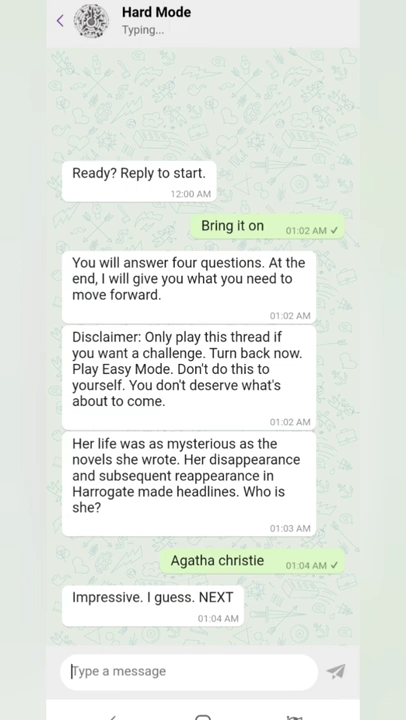 Hard Mode
Typing...
Ready? Reply to start.
12:00 AM
Bring it on
01:02 AM
You will answer four questions. At the
end, I will give you what you need to
move forward.
01:02 AM
Disclaimer: Only play this thread if
you want a challenge. Turn back now.
Play Easy Mode. Don't do this to
yourself. You don't deserve what's
about to come.
01:02 AM
Her life was as mysterious as the
novels she wrote. Her disappearance
and subsequent reappearance in
Harrogate made headlines. Who is
she?
01:03 AM
Agatha christie
01:04 AM
Impressive. I guess. NEXT
01:04 AM
Type a message